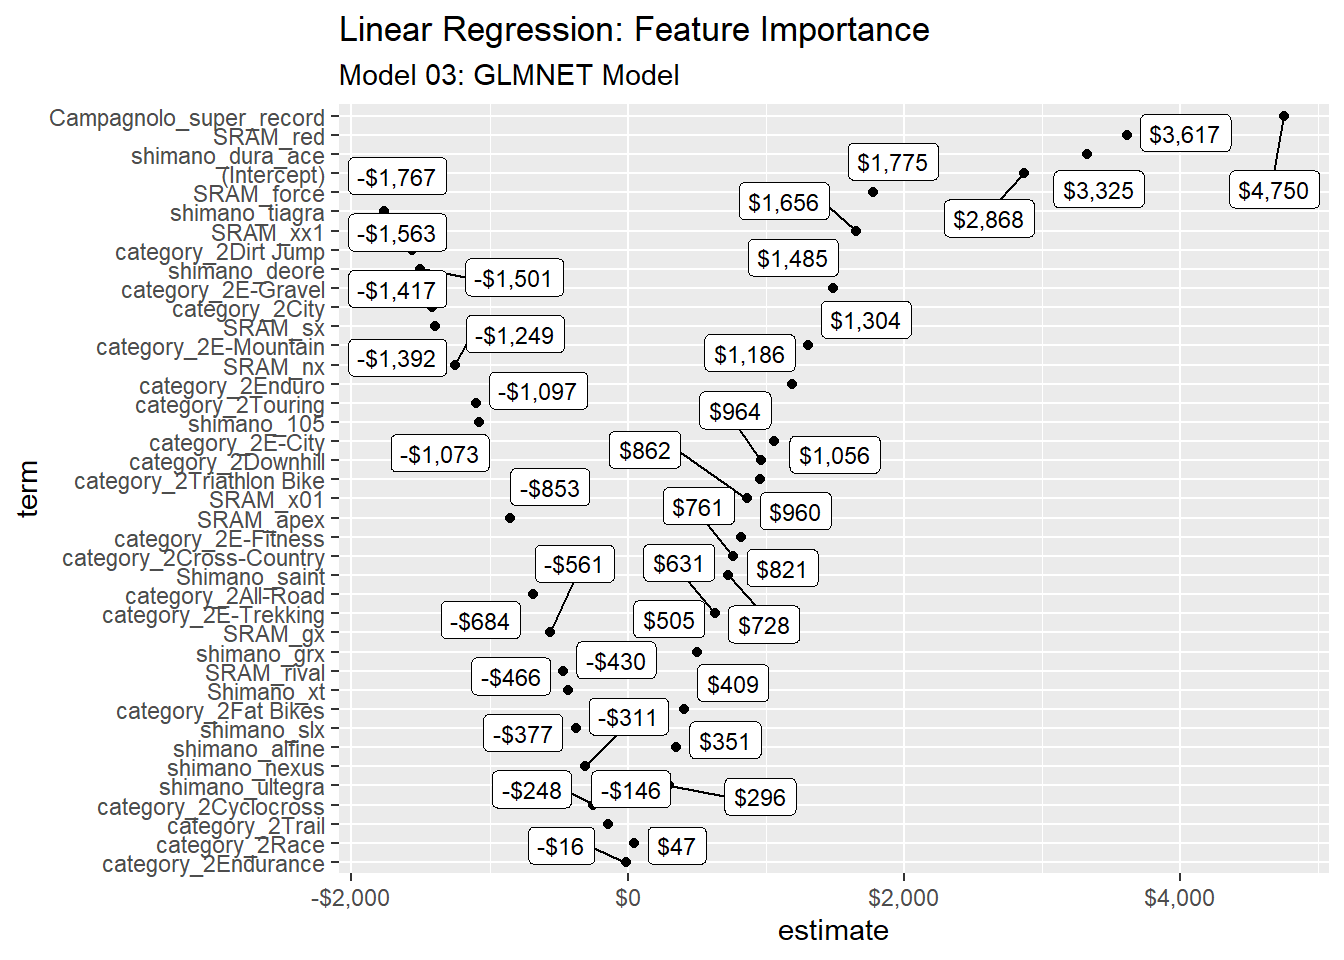 Linear Regression: Feature Importance
Model 03: GLMNET Model
term
Campagnolo_super_record
SRAM_red
shimano_dura_ace
(Intercept)
SRAM_force
shimano_tiagra
SRAM_xx1
category_2Dirt Jump
shimano_deore
category_2E-Gravel
category_2City
SRAM_sx
category_2E-Mountain
SRAM_nx
category_2Enduro
category_2Touring
shimano_105
category_2E-City
category_2Downhill
category_2Triathlon Bike
SRAM_x01
SRAM_apex
category_2E-Fitness
category_2Cross-Country
Shimano_saint
category_2All-Road
category_2E-Trekking
SRAM_gx
shimano_grx
SRAM_rival
Shimano_xt
category_2Fat Bikes
shimano_slx
shimano_alfine
shimano_nexus
shimano_ultegra
category_2Cyclocross
category_2Trail
category_2Race
category_2Endurance
$3,617
$1,775
-$1,767
$3,325
$4,750
$1,656
$2,868
-$1,563
$1,485
-$1,501
-$1,417
$1,304
-$1,249
$1,186
-$1,392
-$1,097
$964
$862
-$1,073
$1,056
-$853
$761
$960
-$561
$631
$821
-$684
$505
$728
-$430
-$466
$409
-$311
-$377
$351
-$248
-$146
$296
-$16
$47
-$2,000
$0
$2,000
$4,000
estimate